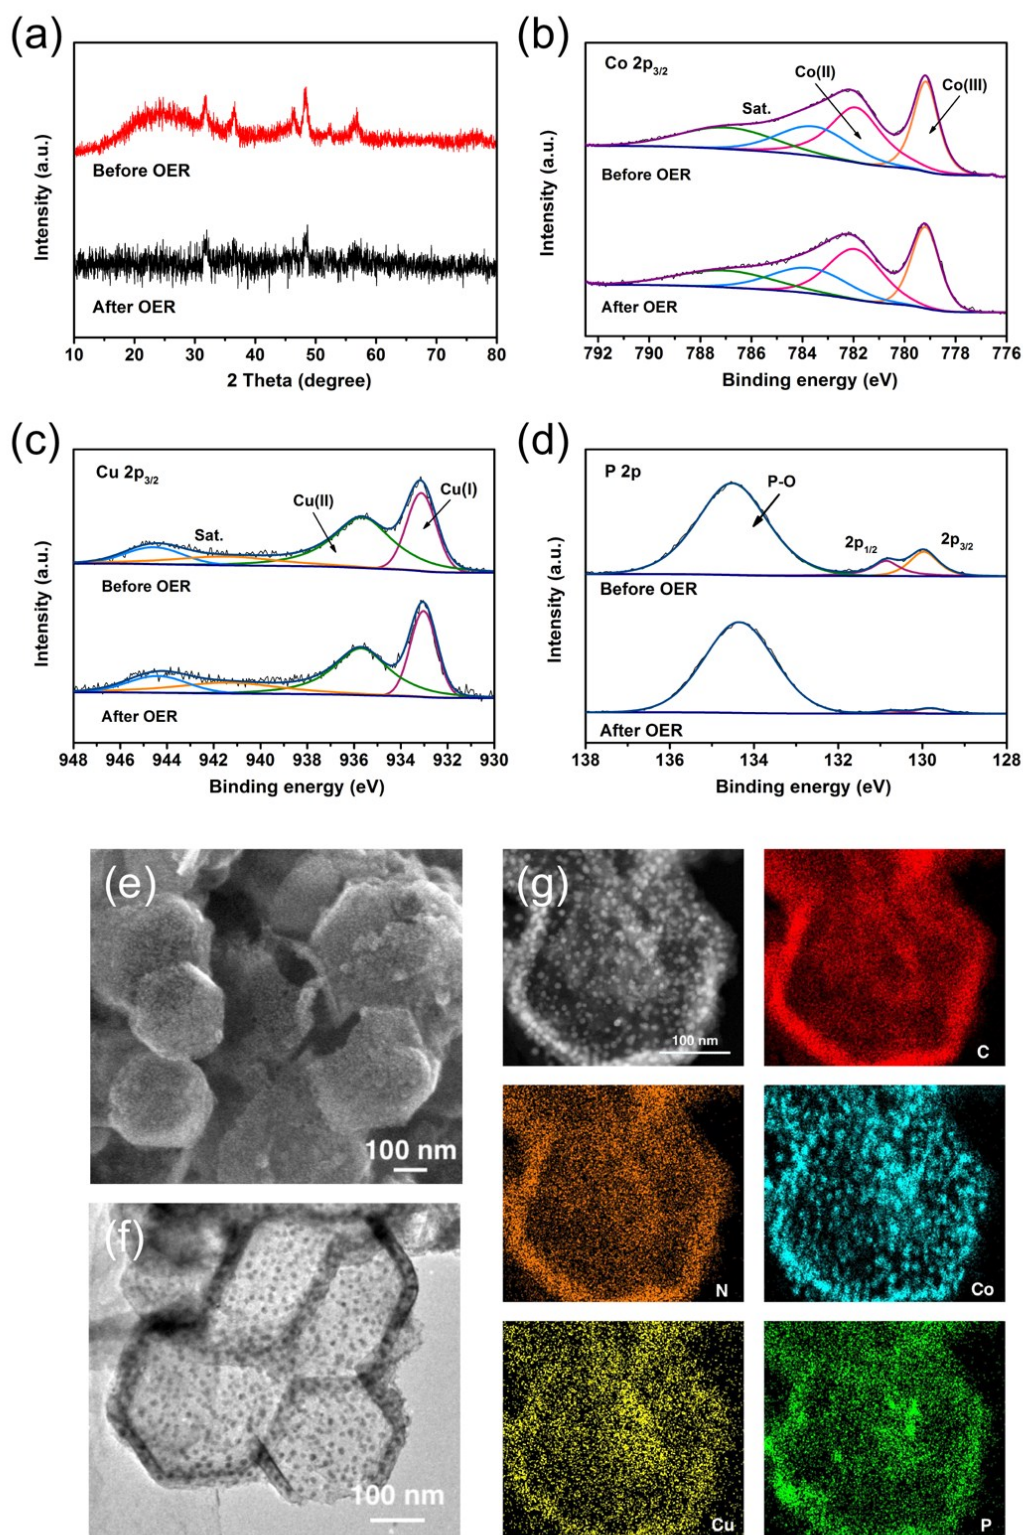 (a)
Intensity (a.u.)
Before OER
After OER
10 20 30 40 50 60 70 80
2 Theta (degree)
(b)
Intensity (a.u.)
Co 2p3/2
Sat.
Co(II)
Co(III)
Before OER
After OER
792 790 788 786 784 782 780 778 776
Binding energy (eV)
(c)
Intensity (a.u.)
Cu 2p3/2
Sat.
Cu(II)
Cu(I)
Before OER
After OER
948 946 944 942 940 938 936 934 932 930
Binding energy (eV)
(d)
Intensity (a.u.)
P 2p
P-O
2p1/2
2p3/2
Before OER
After OER
138 136 134 132 130 128
Binding energy (eV)
(e)
100 nm
(f)
100 nm
(g)
100 nm
C
N
Co
Cu
P